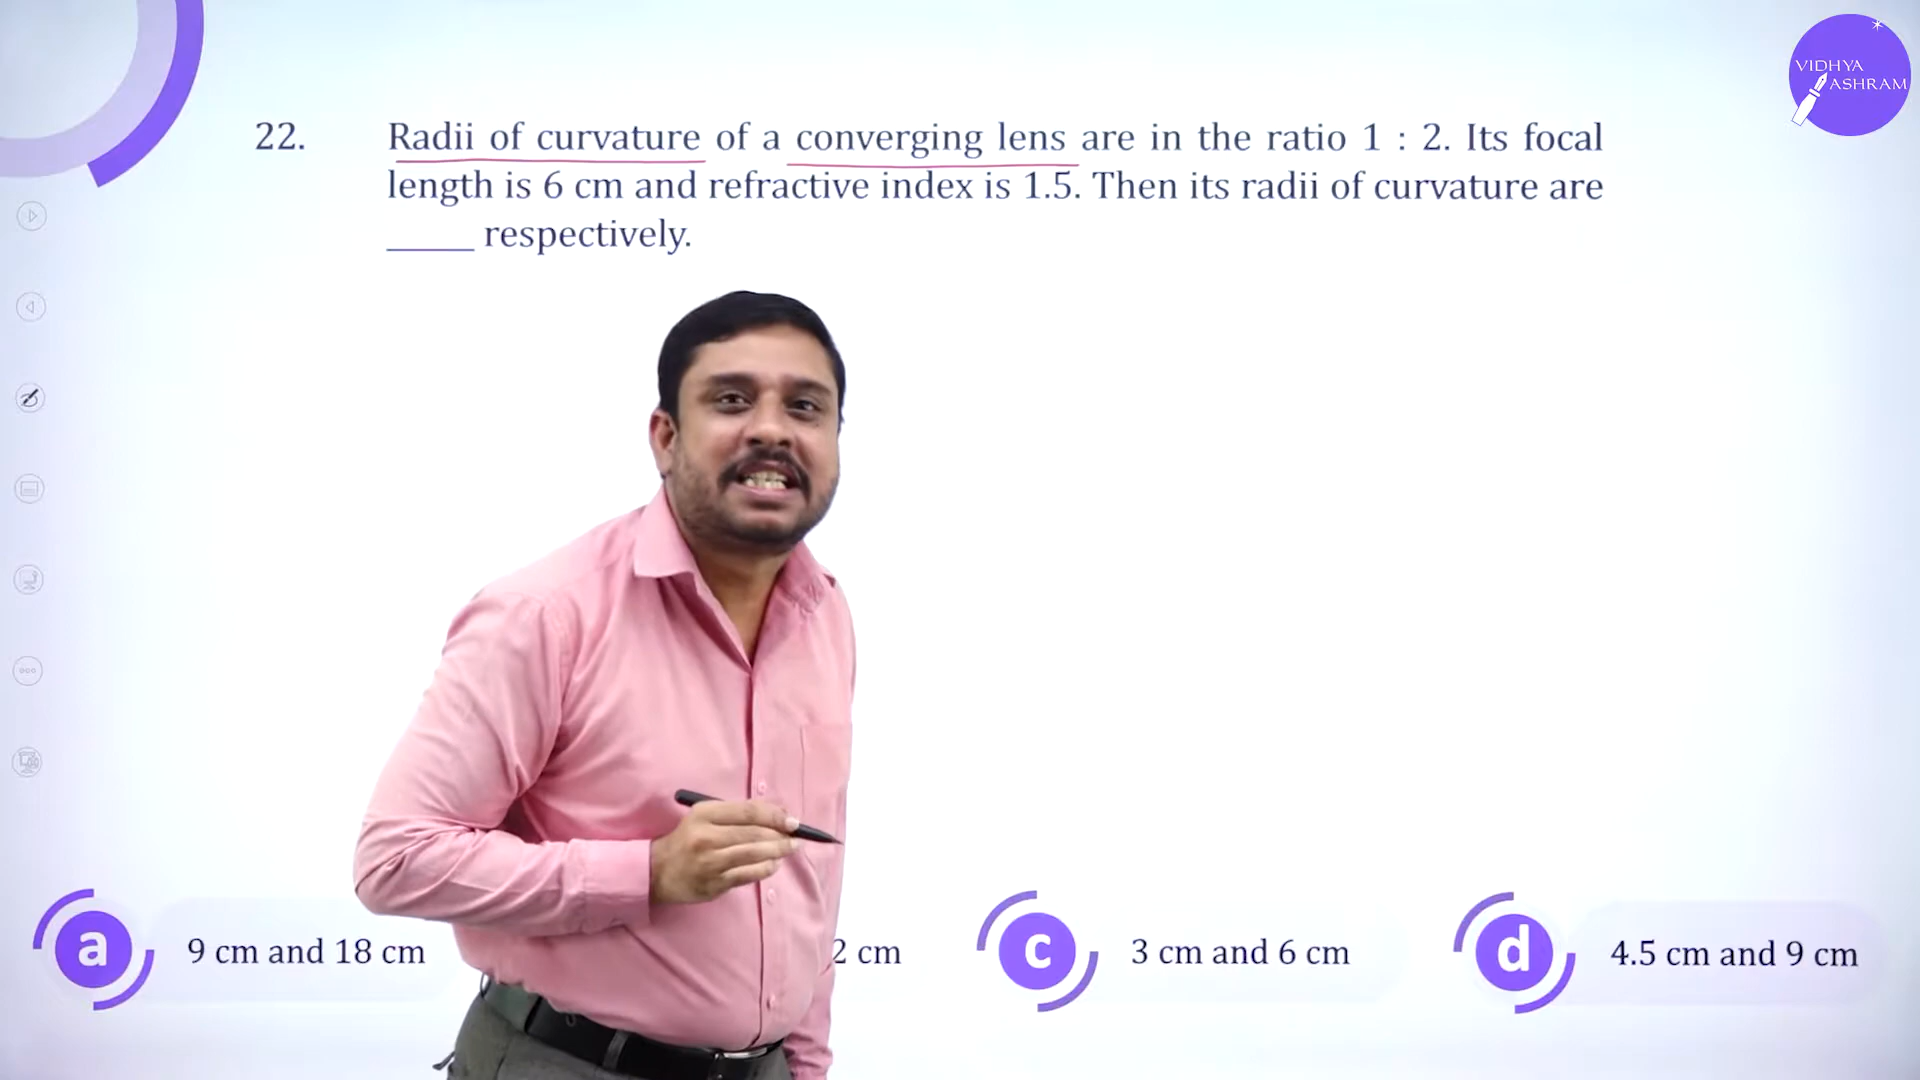 VIDHYA
ASHRAM
22. Radii of curvature of a converging lens are in the ratio 1 : 2. Its focal
length is 6 cm and refractive index is 1.5. Then its radii of curvature are
______ respectively.
a 9 cm and 18 cm
2 cm
c 3 cm and 6 cm
d 4.5 cm and 9 cm